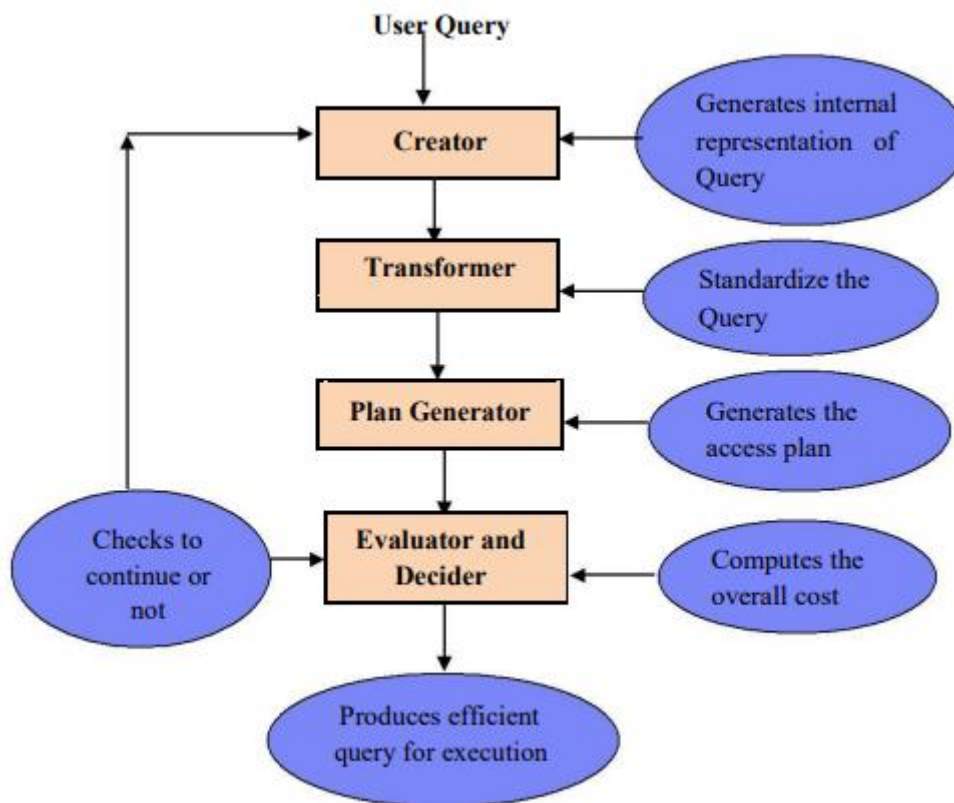 User Query
Creator
Generates internal
representation of
Query
Transformer
Standardize the
Query
Plan Generator
Generates the
access plan
Checks to
continue or
not
Evaluator and
Decider
Computes the
overall cost
Produces efficient
query for execution